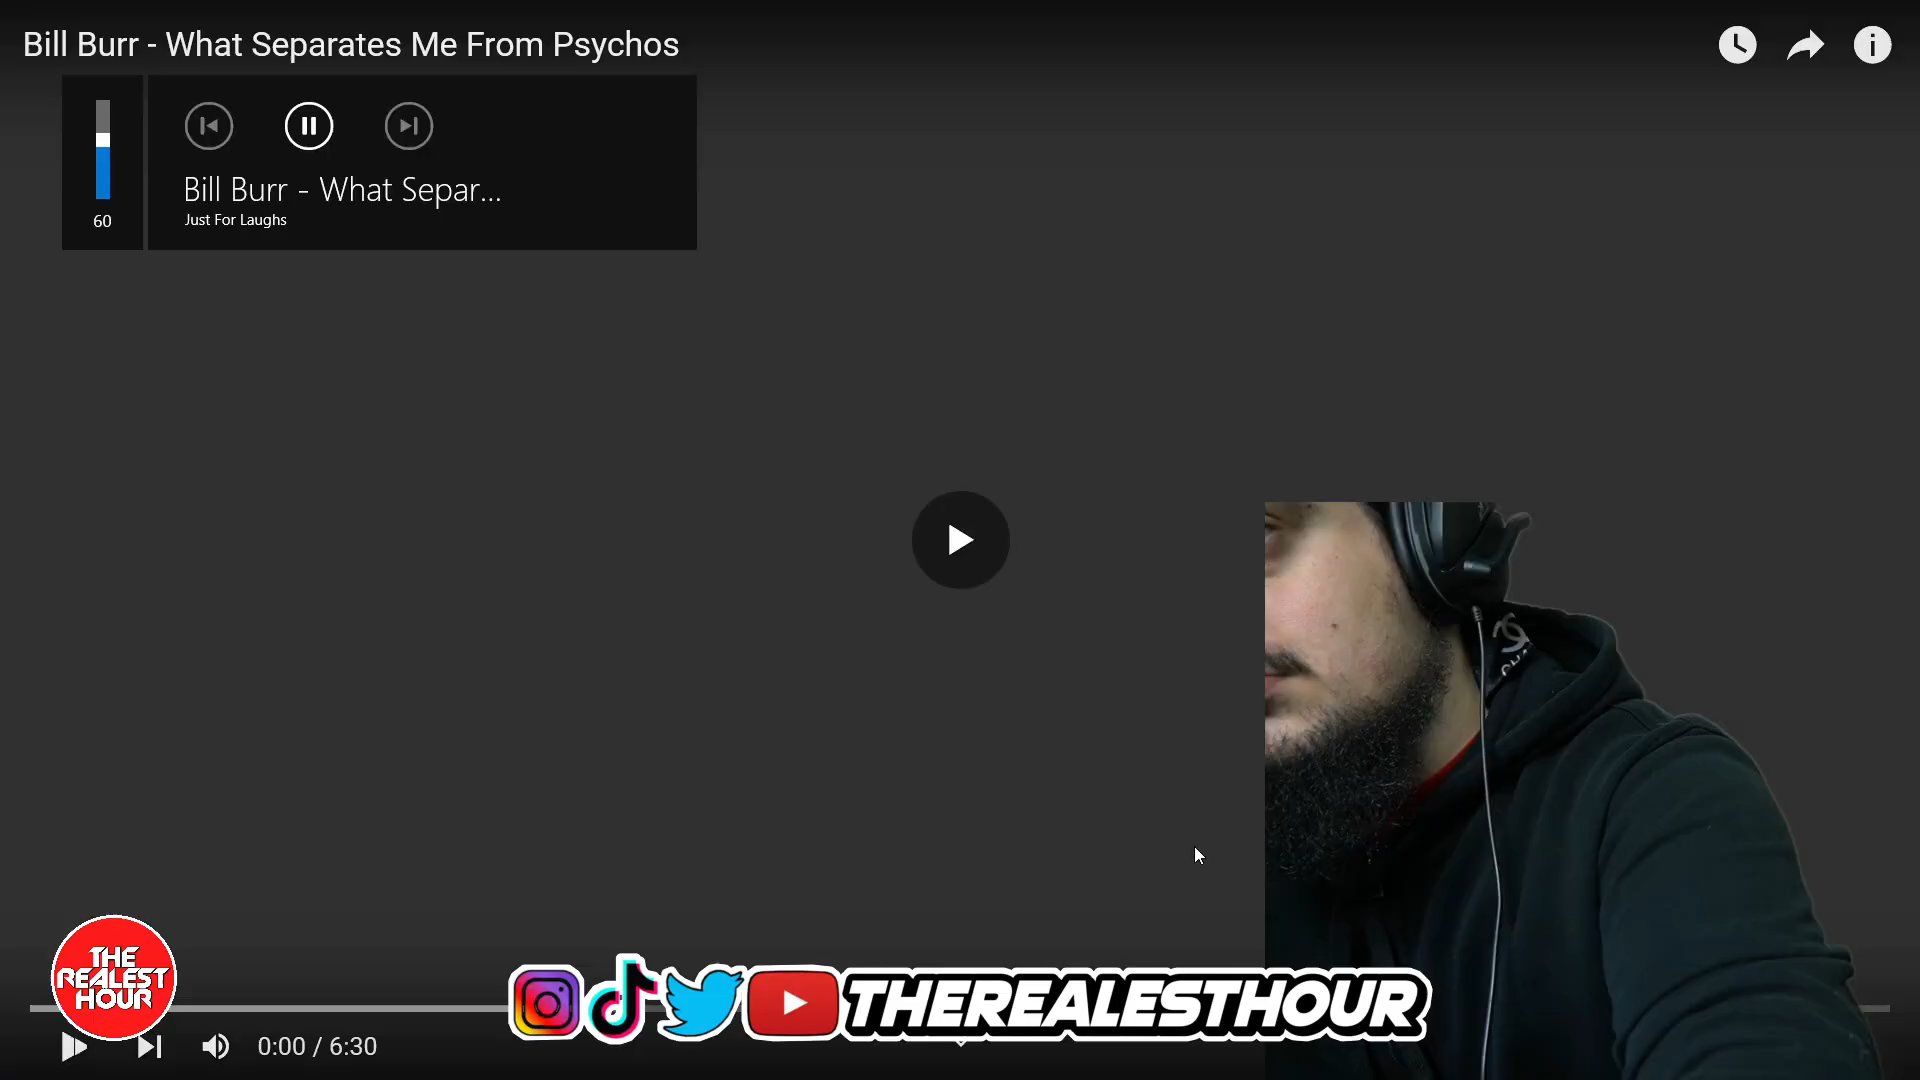 Bill Burr - What Separates Me From Psychos
60
Bill Burr - What Separ...
Just For Laughs
THE
REALEST
HOUR
THEREALESTHOUR
0:00 / 6:30